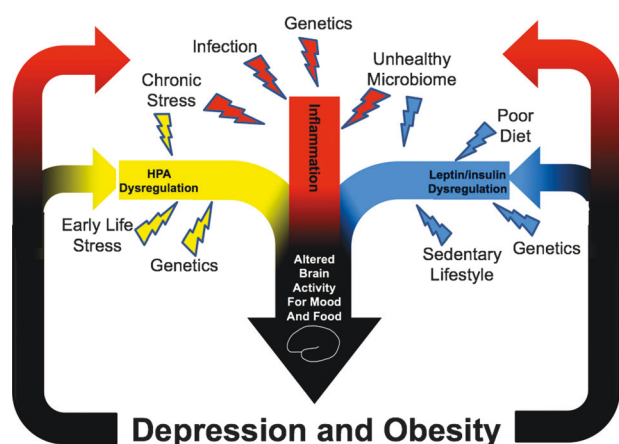 Genetics
Infection
Unhealthy
Microbiome
Chronic
Stress
Poor
Diet
Inflammation
HPA
Dysregulation
Leptin/insulin
Dysregulation
Early Life
Stress
Genetics
Sedentary
Lifestyle
Genetics
Altered
Brain
Activity
For Mood
And Food
Depression and Obesity